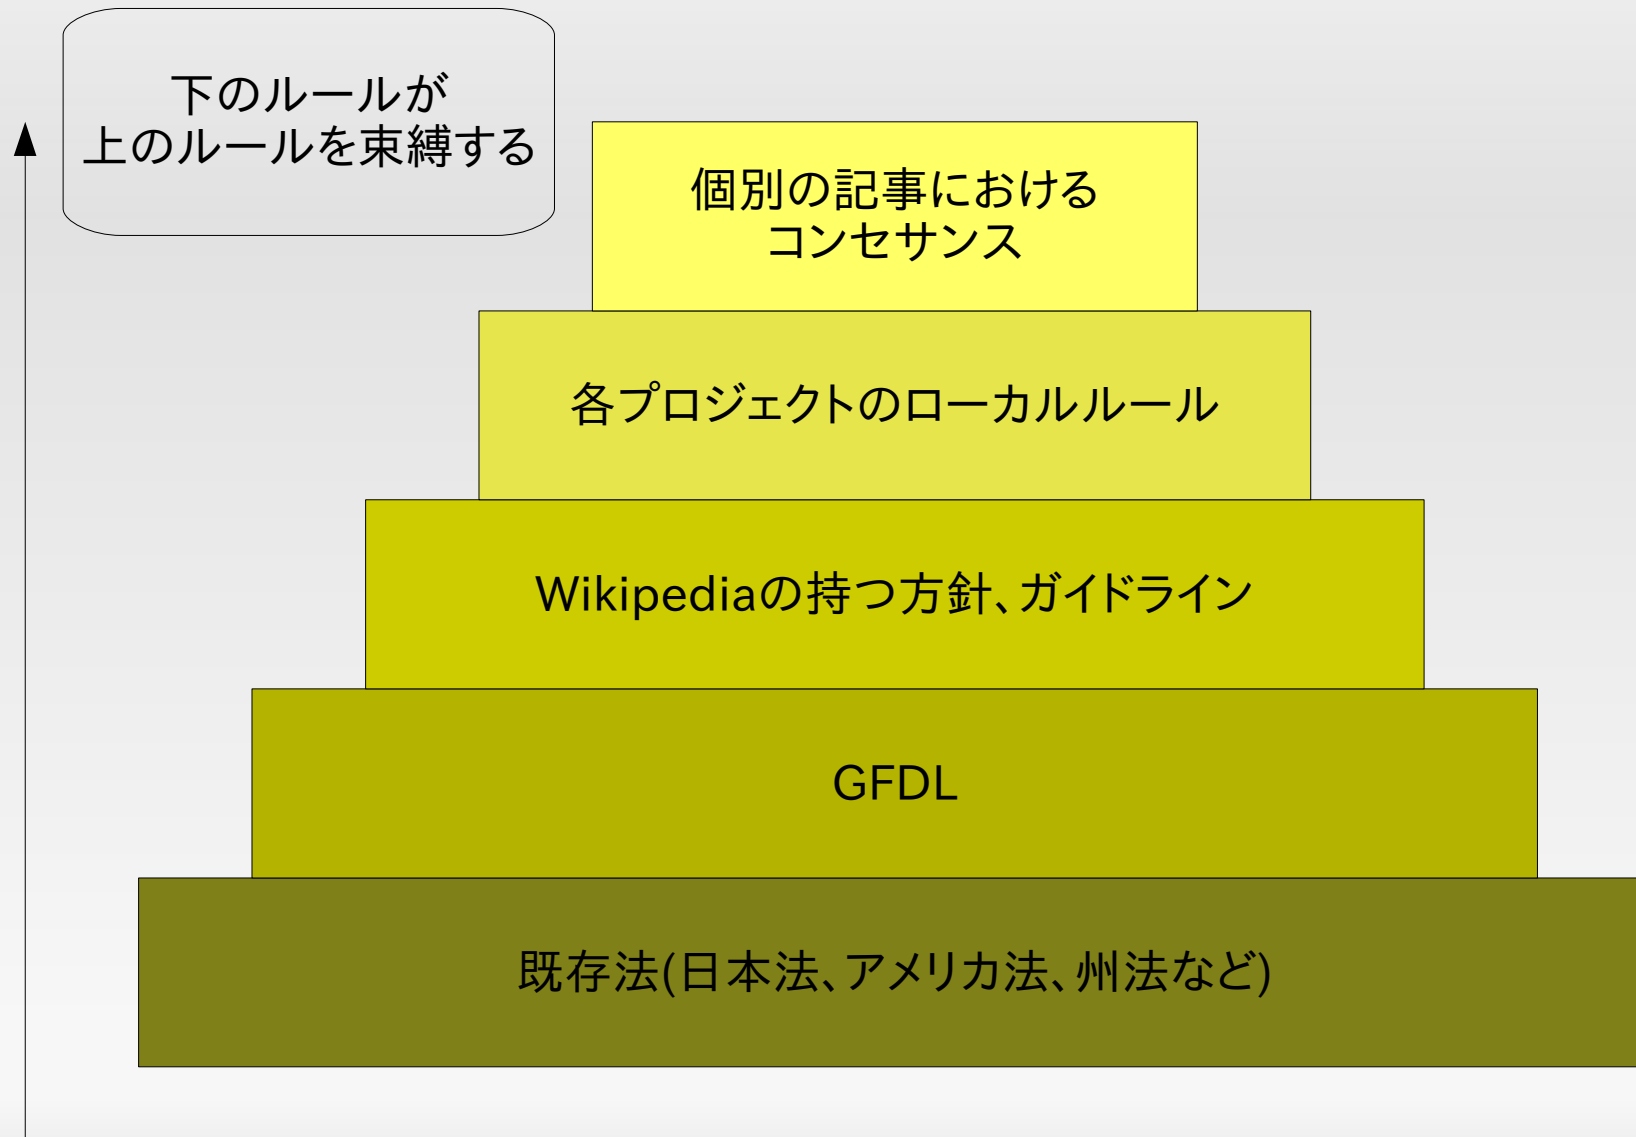 下のルールが
上のルールを束縛する
個別の記事における
コンセサンス
各プロジェクトのローカルルール
Wikipediaの持つ方針、ガイドライン
GFDL
既存法(日本法、アメリカ法、州法など)